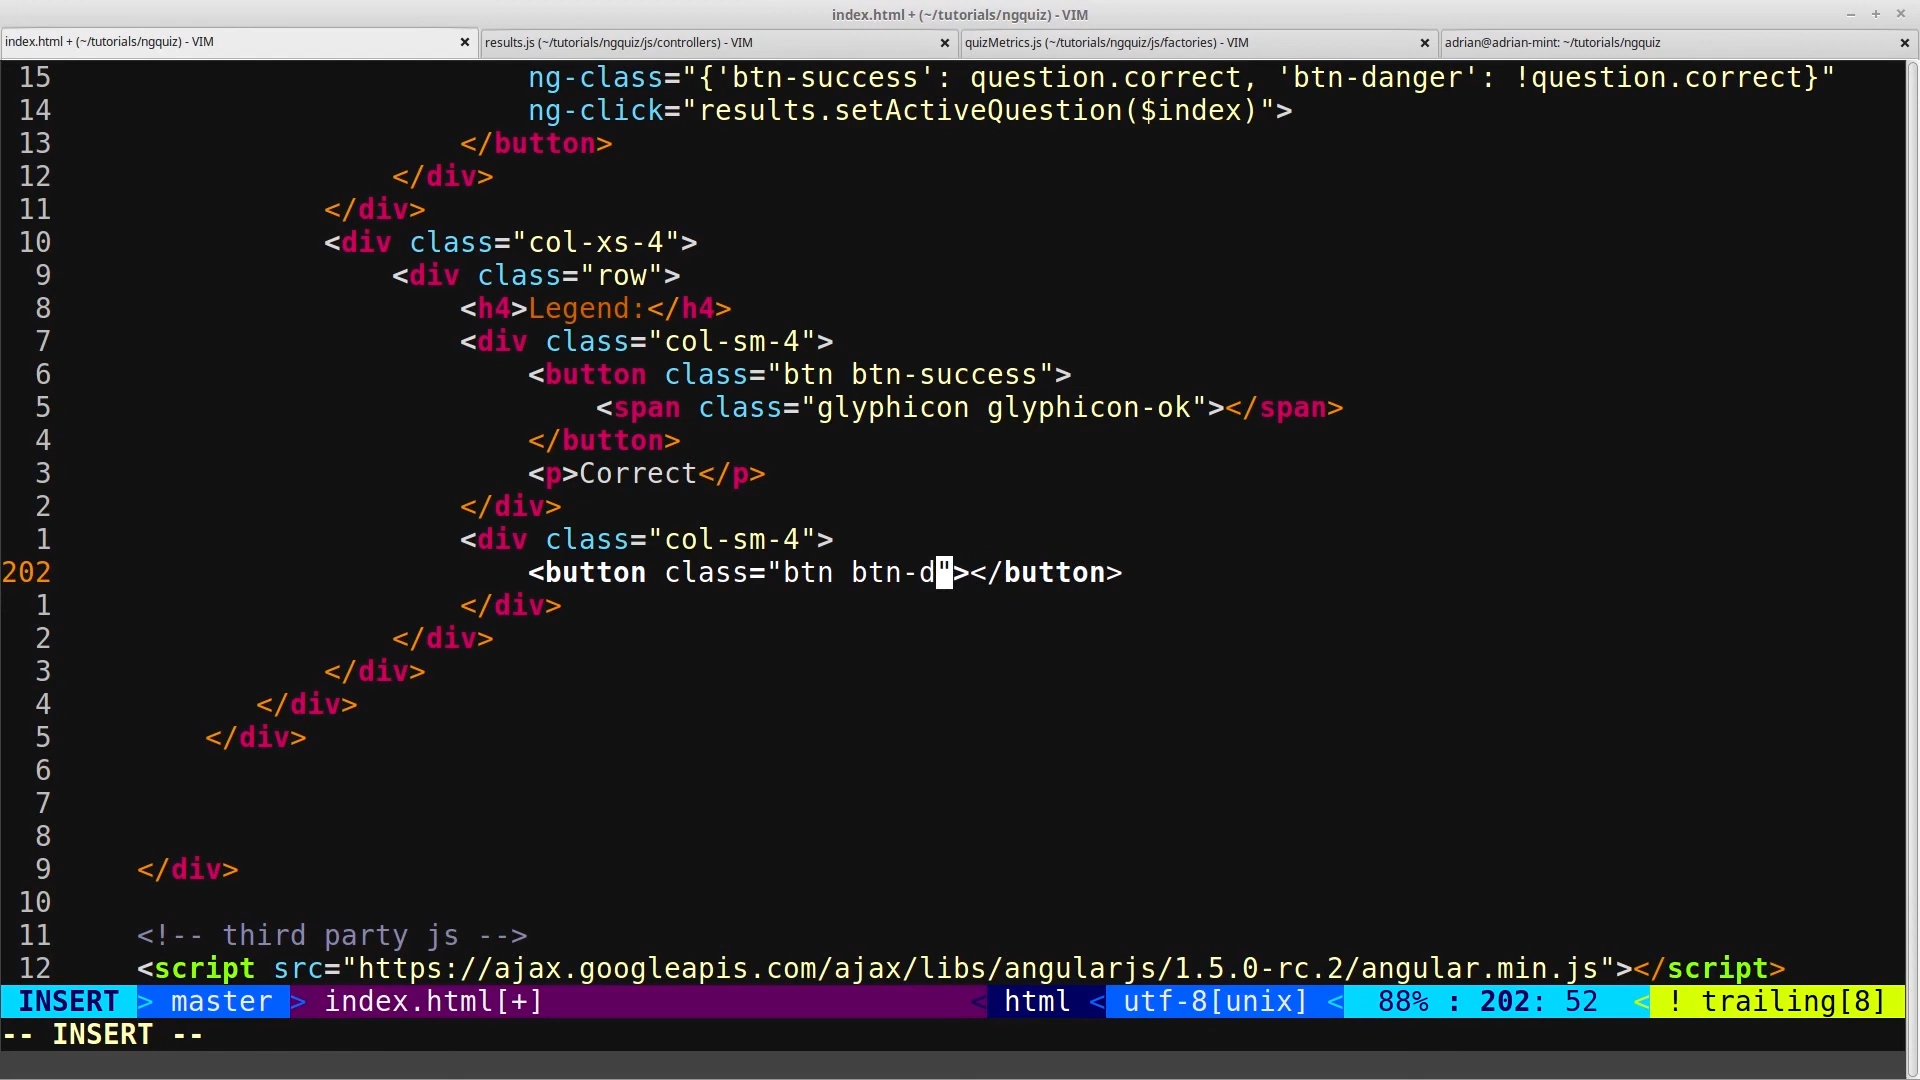 index.html + (~/tutorials/ngquiz) - VIM
index.html + (~/tutorials/ngquiz) - VIM
results.js (~/tutorials/ngquiz/js/controllers) - VIM
quizMetrics.js (~/tutorials/ngquiz/js/factories) - VIM
adrian@adrian-mint: ~/tutorials/ngquiz
15 ng-class="{'btn-success': question.correct, 'btn-danger': !question.correct}"
14 ng-click="results.setActiveQuestion($index)">
13 </button>
12 </div>
11 </div>
10 <div class="col-xs-4">
9 <div class="row">
8 <h4>Legend:</h4>
7 <div class="col-sm-4">
6 <button class="btn btn-success">
5 <span class="glyphicon glyphicon-ok"></span>
4 </button>
3 <p>Correct</p>
2 </div>
1 <div class="col-sm-4">
202 <button class="btn btn-d"></button>
1 </div>
2 </div>
3 </div>
4 </div>
5 </div>
6
7
8
9 </div>
10
11 <!-- third party js -->
12 <script src="https://ajax.googleapis.com/ajax/libs/angularjs/1.5.0-rc.2/angular.min.js"></script>
INSERT > master > index.html[+] < html < utf-8[unix] < 88% : 202: 52 < ! trailing[8]
-- INSERT --